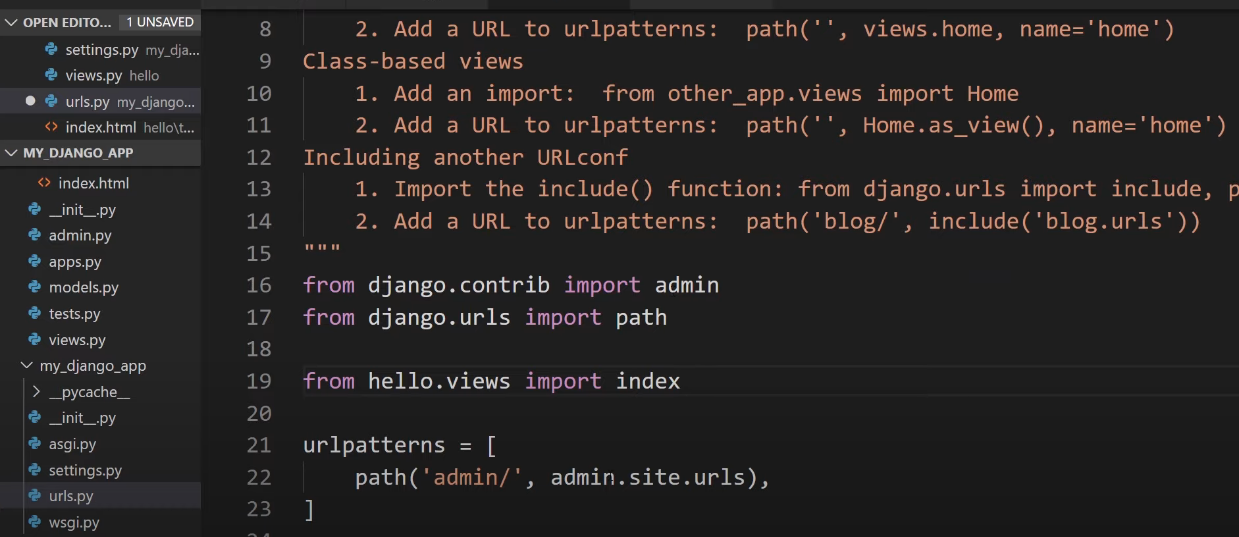 OPEN EDITO... 1 UNSAVED
settings.py my_dja...
views.py hello
urls.py my_django...
index.html hello\t...
MY_DJANGO_APP
index.html
__init__.py
admin.py
apps.py
models.py
tests.py
views.py
my_django_app
__pycache__
__init__.py
asgi.py
settings.py
urls.py
wsgi.py
8 2. Add a URL to urlpatterns:  path('', views.home, name='home')
9 Class-based views
10 1. Add an import:  from other_app.views import Home
11 2. Add a URL to urlpatterns:  path('', Home.as_view(), name='home')
12 Including another URLconf
13 1. Import the include() function: from django.urls import include, p
14 2. Add a URL to urlpatterns:  path('blog/', include('blog.urls'))
15 """
16 from django.contrib import admin
17 from django.urls import path
18
19 from hello.views import index
20
21 urlpatterns = [
22 path('admin/', admin.site.urls),
23 ]